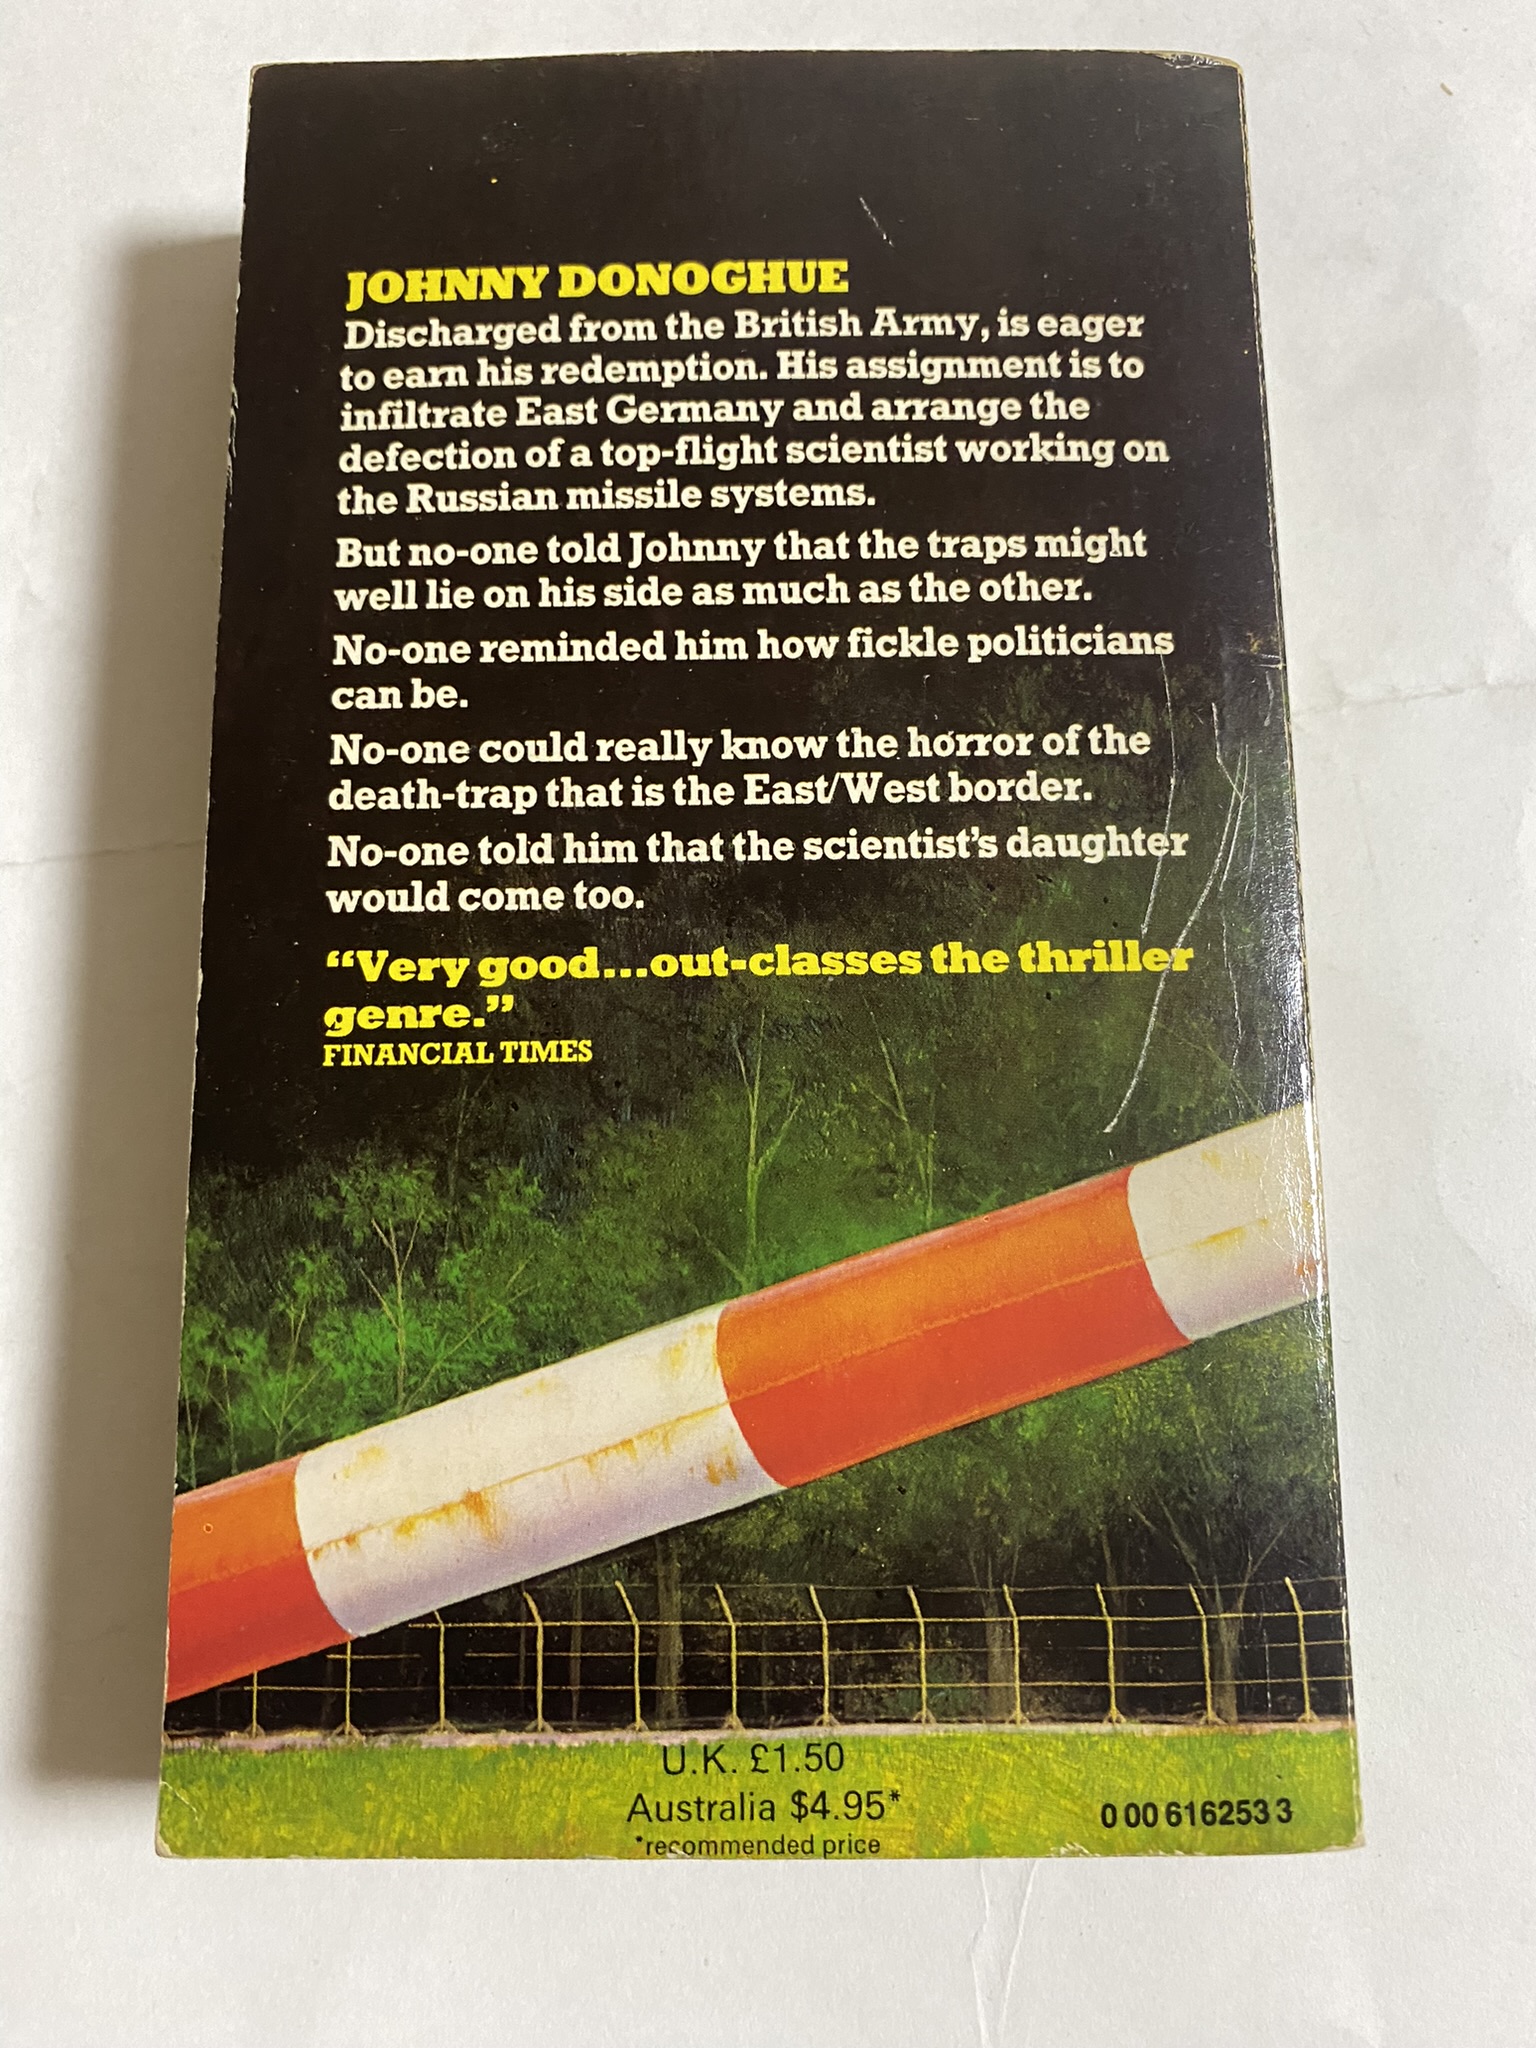 JOHNNY DONOGHUE
Discharged from the British Army, is eager
to earn his redemption. His assignment is to
infiltrate East Germany and arrange the
defection of a top-flight scientist working on
the Russian missile systems.
But no-one told Johnny that the traps might
well lie on his side as much as the other.
No-one reminded him how fickle politicians
can be.
No-one could really know the horror of the
death-trap that is the East/West border.
No-one told him that the scientist's daughter
would come too.
“Very good...out-classes the thriller
genre.”
FINANCIAL TIMES
U.K. £1.50
Australia $4.95*
*recommended price
0 00 616253 3